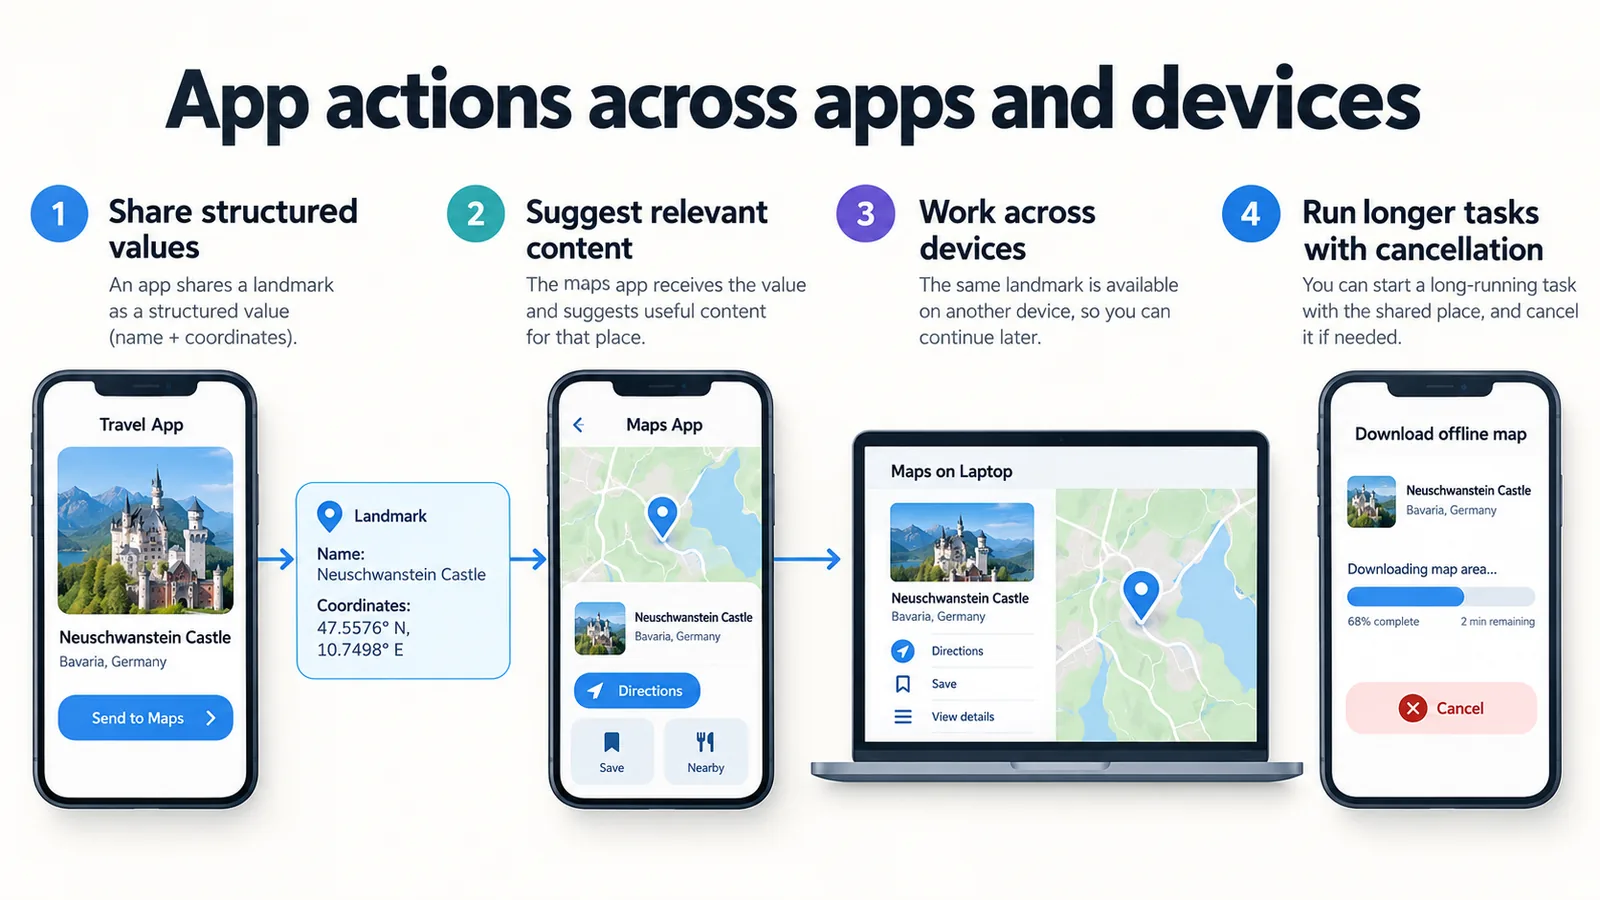 App actions across apps and devices
1
Share structured
values
An app shares a landmark
as a structured value
(name + coordinates).
2
Suggest relevant
content
The maps app receives the value
and suggests useful content
for that place.
3
Work across
devices
The same landmark is available
on another device, so you can
continue later.
4
Run longer tasks
with cancellation
You can start a long-running task
with the shared place, and cancel
it if needed.
Travel App
Neuschwanstein Castle
Bavaria, Germany
Send to Maps
Landmark
Name:
Neuschwanstein Castle
Coordinates:
47.5576° N,
10.7498° E
Maps App
Neuschwanstein Castle
Bavaria, Germany
Directions
Save
Nearby
Maps on Laptop
Neuschwanstein Castle
Bavaria, Germany
Directions
Save
View details
Download offline map
Neuschwanstein Castle
Bavaria, Germany
Downloading map area...
68% complete
2 min remaining
Cancel